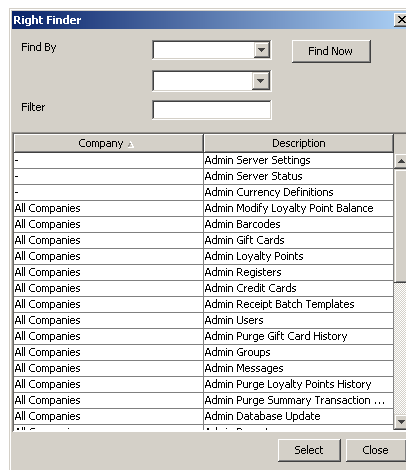 Right Finder
Find By
Find Now
Filter
Company Description
- Admin Server Settings
- Admin Server Status
- Admin Currency Definitions
All Companies Admin Modify Loyalty Point Balance
All Companies Admin Barcodes
All Companies Admin Gift Cards
All Companies Admin Loyalty Points
All Companies Admin Registers
All Companies Admin Credit Cards
All Companies Admin Receipt Batch Templates
All Companies Admin Users
All Companies Admin Purge Gift Card History
All Companies Admin Groups
All Companies Admin Messages
All Companies Admin Purge Loyalty Points History
All Companies Admin Purge Summary Transaction ...
All Companies Admin Database Update
Select Close